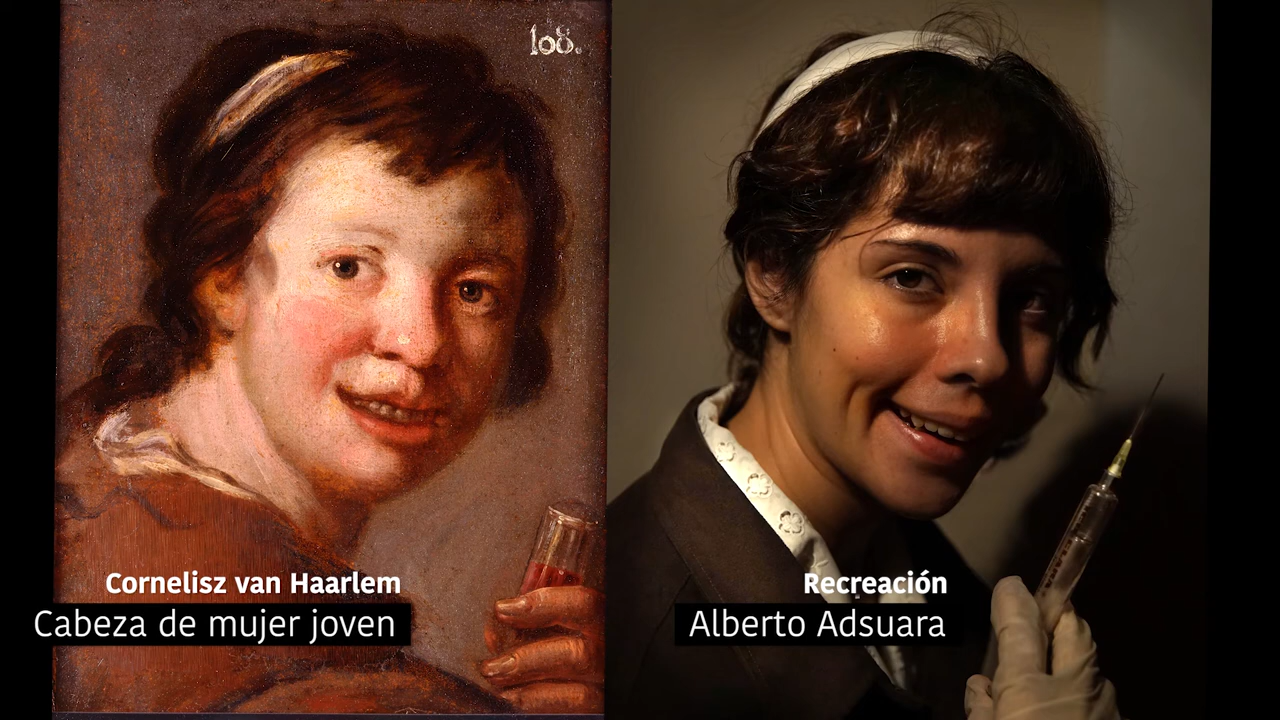 108.
Cornelisz van Haarlem
Cabeza de mujer joven
Recreación
Alberto Adsuara